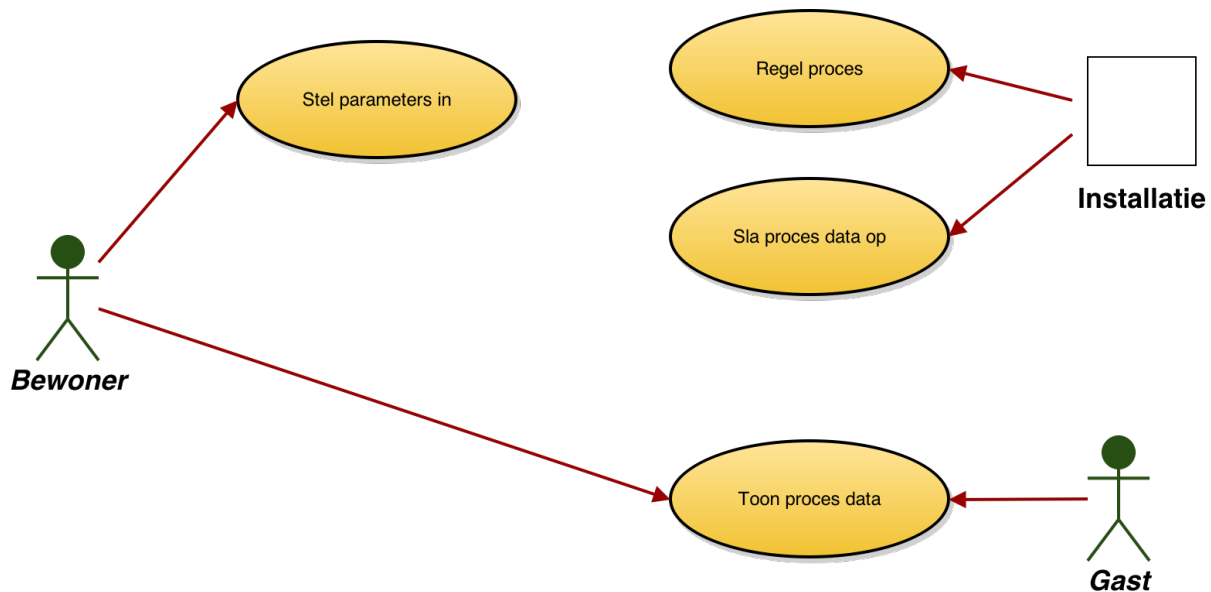 Stel parameters in
Regel proces
Installatie
Sla proces data op
Bewoner
Toon proces data
Gast